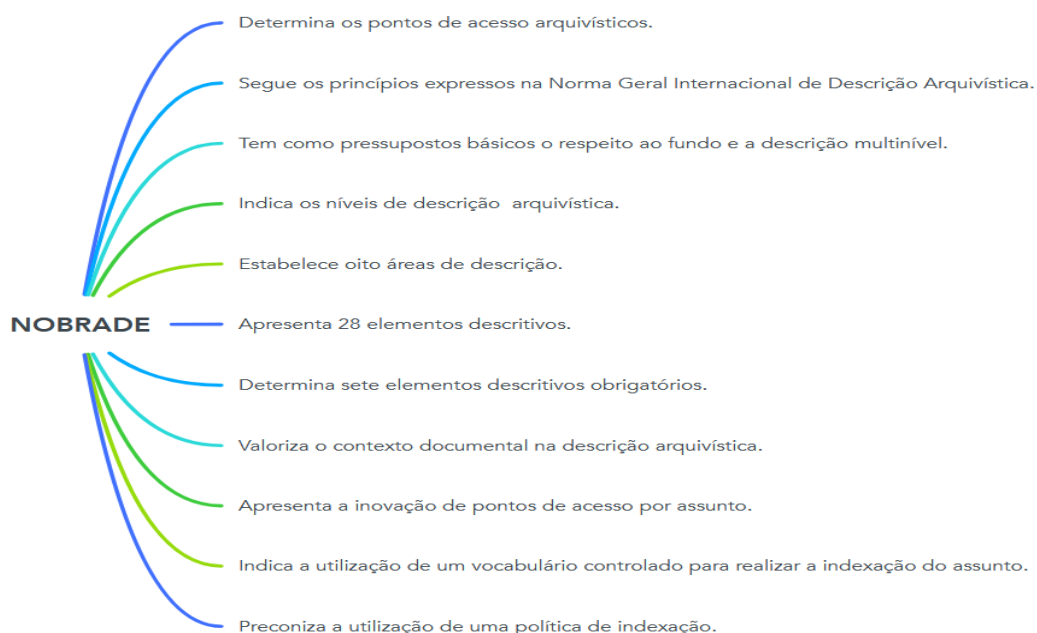 Determina os pontos de acesso arquivísticos.
Segue os princípios expressos na Norma Geral Internacional de Descrição Arquivística.
Tem como pressupostos básicos o respeito ao fundo e a descrição multinível.
Indica os níveis de descrição arquivística.
Estabelece oito áreas de descrição.
NOBRADE
Apresenta 28 elementos descritivos.
Determina sete elementos descritivos obrigatórios.
Valoriza o contexto documental na descrição arquivística.
Apresenta a inovação de pontos de acesso por assunto.
Indica a utilização de um vocabulário controlado para realizar a indexação do assunto.
Preconiza a utilização de uma política de indexação.